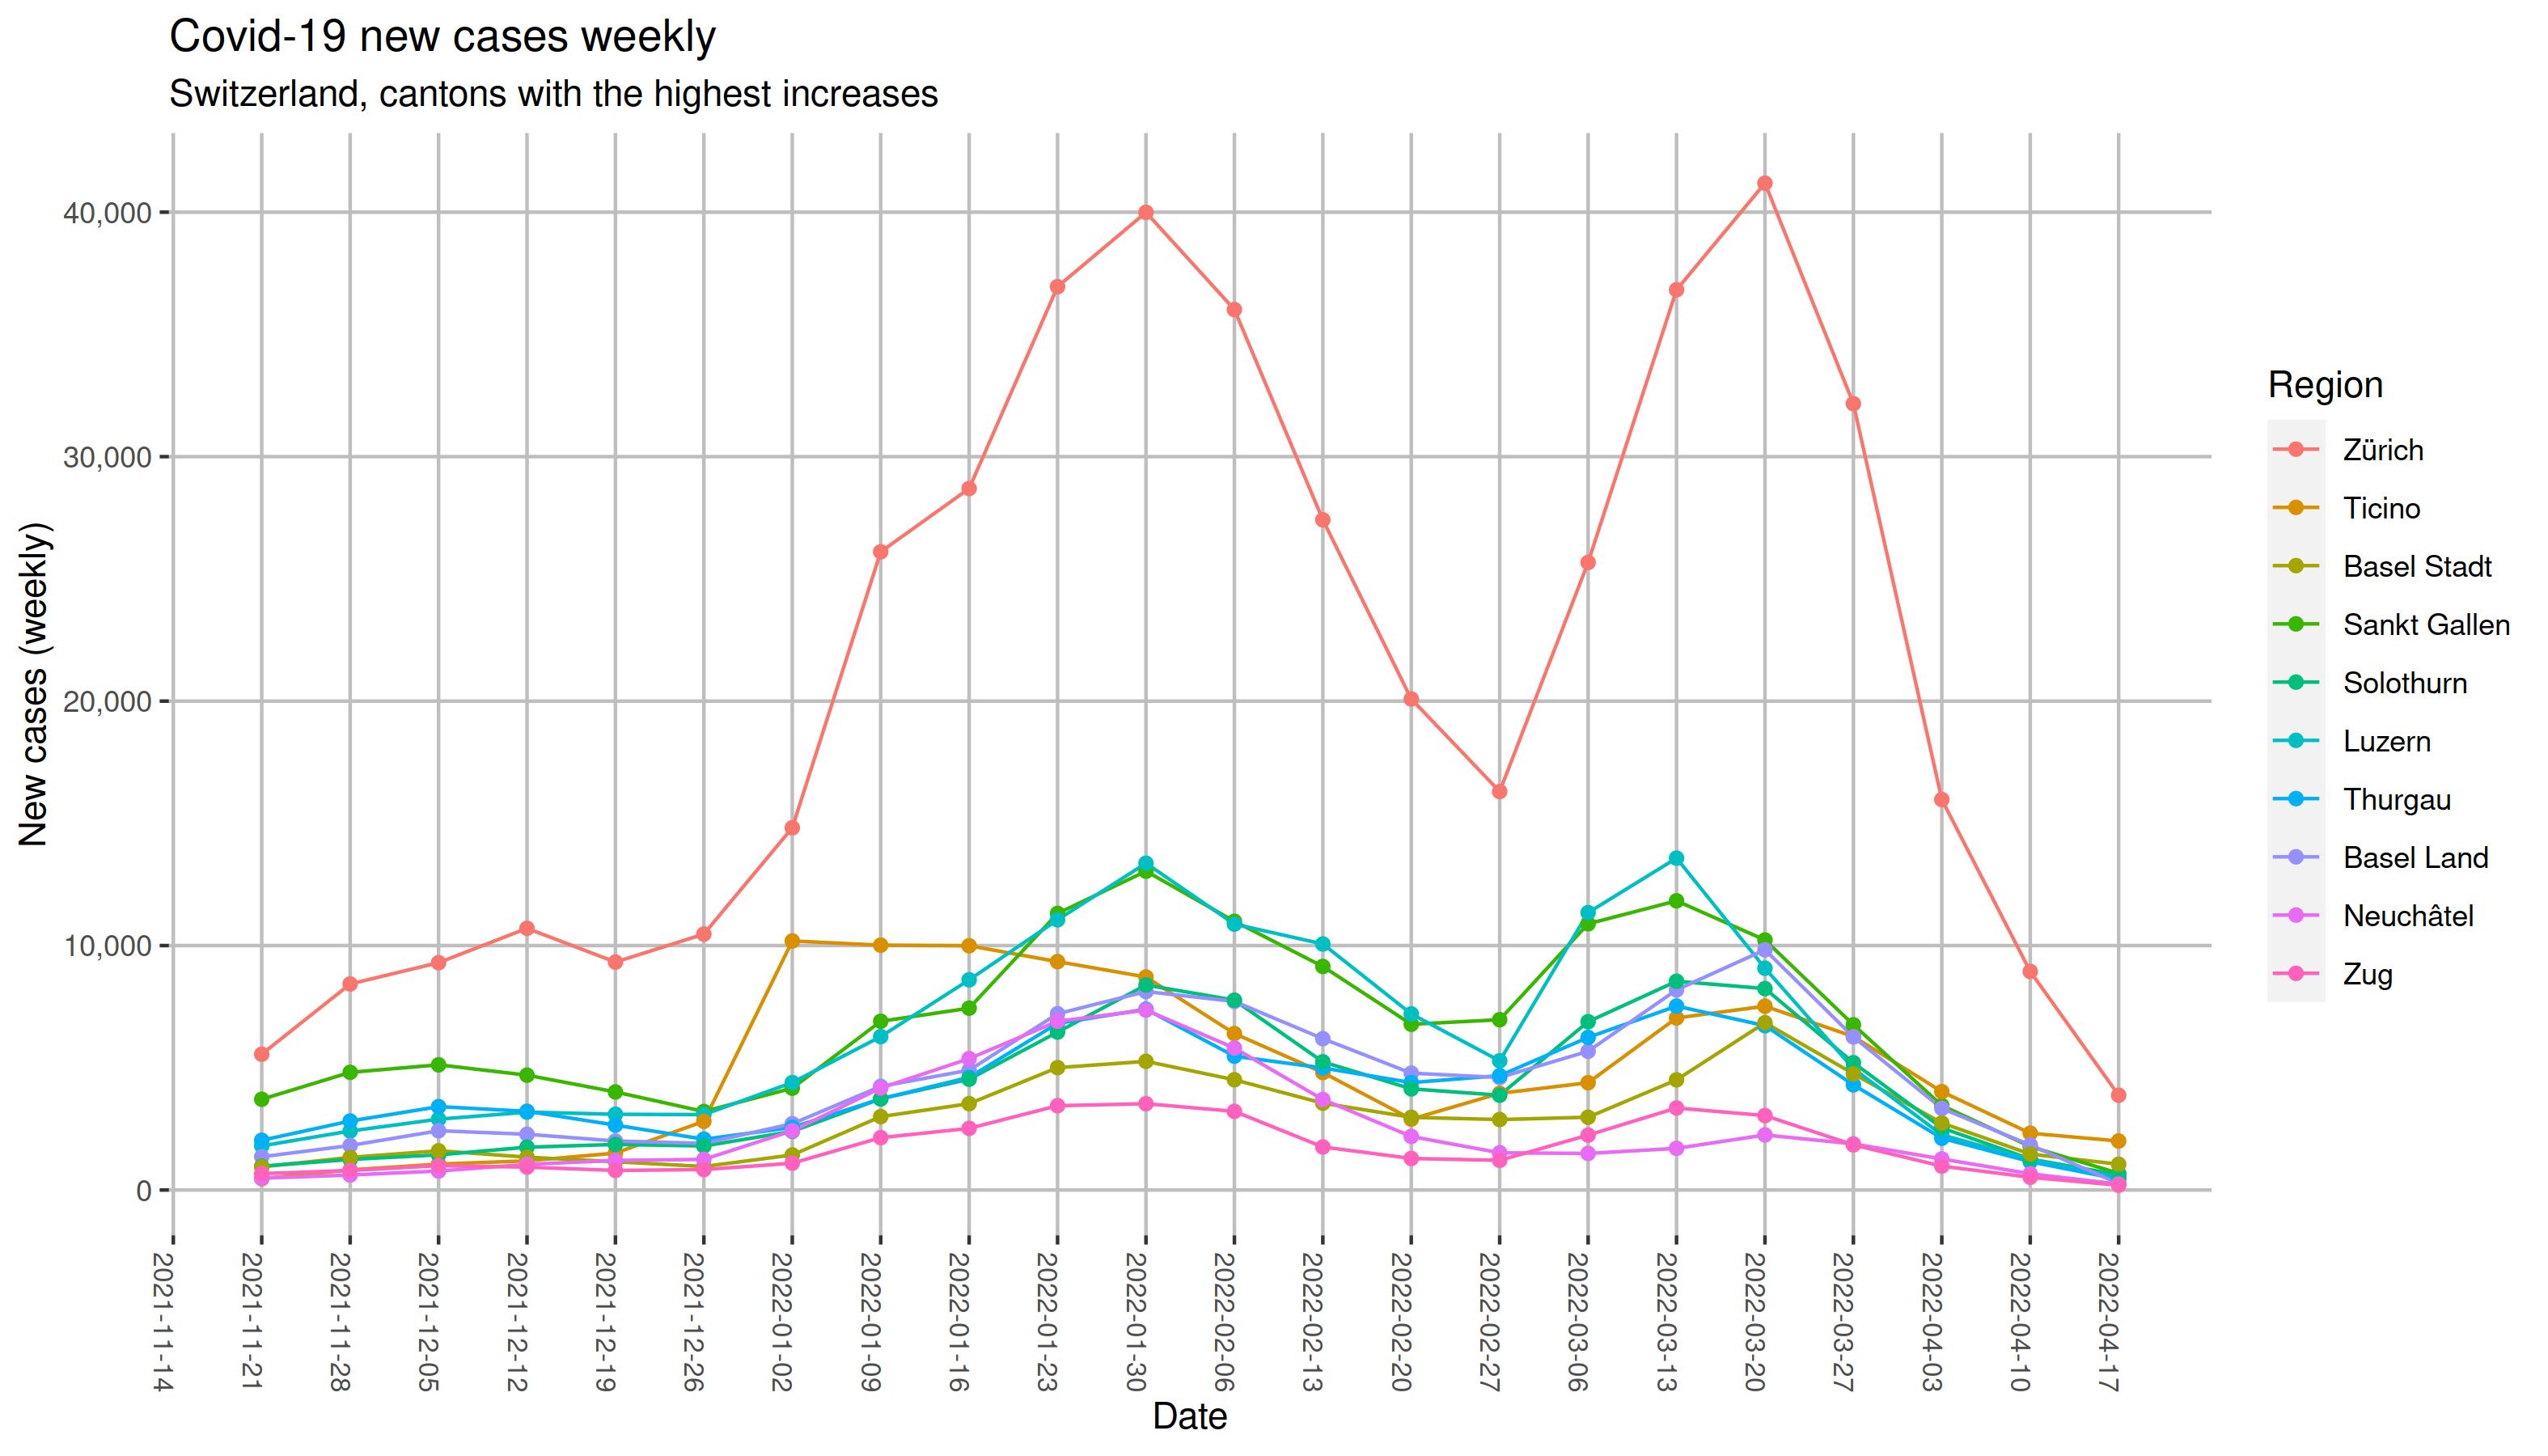 Covid-19 new cases weekly
Switzerland, cantons with the highest increases
New cases (weekly)
40,000
30,000
20,000
10,000
0
2021-11-14
2021-11-21
2021-11-28
2021-12-05
2021-12-12
2021-12-19
2021-12-26
2022-01-02
2022-01-09
2022-01-16
2022-01-23
2022-01-30
2022-02-06
2022-02-13
2022-02-20
2022-02-27
2022-03-06
2022-03-13
2022-03-20
2022-03-27
2022-04-03
2022-04-10
2022-04-17
Date
Region
Zürich
Ticino
Basel Stadt
Sankt Gallen
Solothurn
Luzern
Thurgau
Basel Land
Neuchâtel
Zug